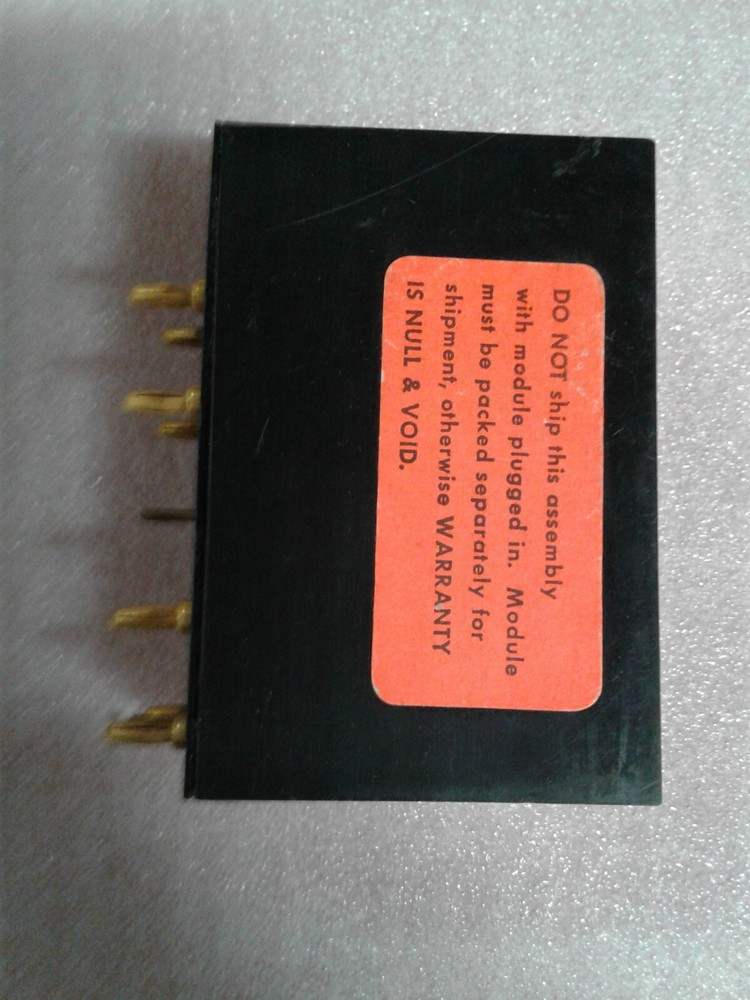 DO NOT ship this assembly
with module plugged in. Module
must be packed separately for
shipment, otherwise WARRANTY
IS NULL & VOID.